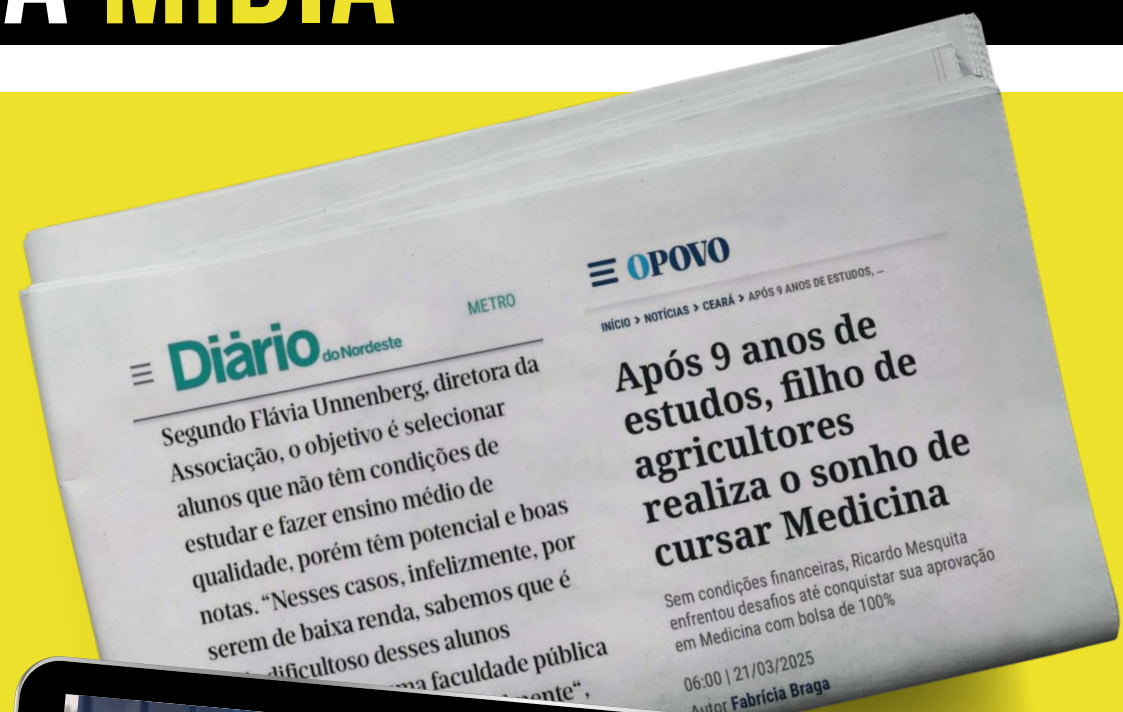 A MÍDIA
METRO
Diário do Nordeste
Segundo Flávia Unnenberg, diretora da
Associação, o objetivo é selecionar
alunos que não têm condições de
estudar e fazer ensino médio de
qualidade, porém têm potencial e boas
notas. “Nesses casos, infelizmente, por
serem de baixa renda, sabemos que é
dificultoso desses alunos
faculdade pública
OPOVO
INÍCIO > NOTÍCIAS > CEARÁ > APÓS 9 ANOS DE ESTUDOS, ...
Após 9 anos de
estudos, filho de
agricultores
realiza o sonho de
cursar Medicina
Sem condições financeiras, Ricardo Mesquita
enfrentou desafios até conquistar sua aprovação
em Medicina com bolsa de 100%
06:00 | 21/03/2025
Autor Fabrícia Braga